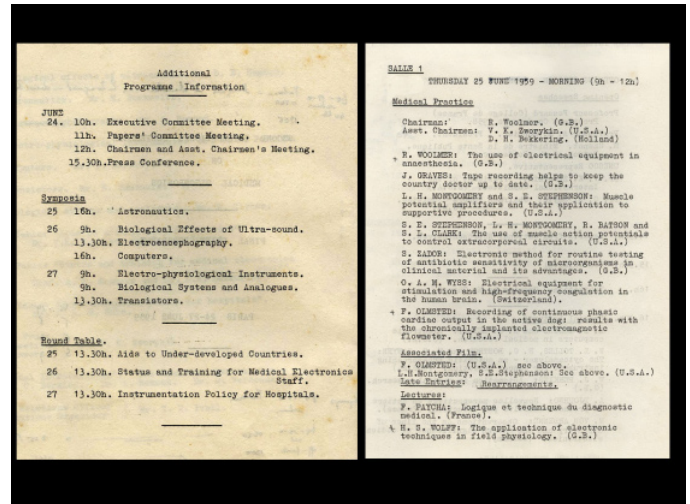 Additional
Programme Information
JUNE
24. 10h. Executive Committee Meeting.
11h. Papers' Committee Meeting.
12h. Chairmen and Asst. Chairmen's Meeting.
15.30h. Press Conference.
Symposia
25 16h. Astronautics.
26 9h. Biological Effects of Ultra-sound.
13.30h. Electroencephography.
16h. Computers.
27 9h. Electro-physiological Instruments.
9h. Biological Systems and Analogues.
13.30h. Transistors.
Round Table.
25 13.30h. Aids to Under-developed Countries.
26 13.30h. Status and Training for Medical Electronics
Staff.
27 13.30h. Instrumentation Policy for Hospitals.
SALLE 1
THURSDAY 25 JUNE 1959 - MORNING (9h - 12h)
Medical Practice
Chairman: R. Woolmer. (G.B.)
Asst. Chairmen: V. K. Zworykin. (U.S.A.)
D. H. Bekkering. (Holland)
R. WOOLMER: The use of electrical equipment in
anaesthesia. (G.B.)
J. GRAVES: Tape recording helps to keep the
country doctor up to date. (G.B.)
L. H. MONTGOMERY and S. E. STEPHENSON: Muscle
potential amplifiers and their application to
supportive procedures. (U.S.A.)
S. E. STEPHENSON, L. H. MONTGOMERY, R. BATSON and
S. L. CLARK: The use of muscle action potentials
to control extracorporeal circuits. (U.S.A.)
S. ZADOR: Electronic method for routine testing
of antibiotic sensitivity of microorganisms in
clinical material and its advantages. (G.B.)
O. A. M. WYSS: Electrical equipment for
stimulation and high-frequency coagulation in
the human brain. (Switzerland).
F. OLMSTED: Recording of continuous phasic
cardiac output in the active dog: results with
the chronically implanted electromagnetic
flowmeter. (U.S.A.)
Associated Film.
F. OLMSTED: (U.S.A.) see above.
L.H.Montgomery, S.E.Stephenson: See above. (U.S.A.)
Late Entries: Rearrangements.
Lectures:
F. PAYCHA: Logique et technique du diagnostic
medical. (France).
H. S. WOLFF: The application of electronic
techniques in field physiology. (G.B.)